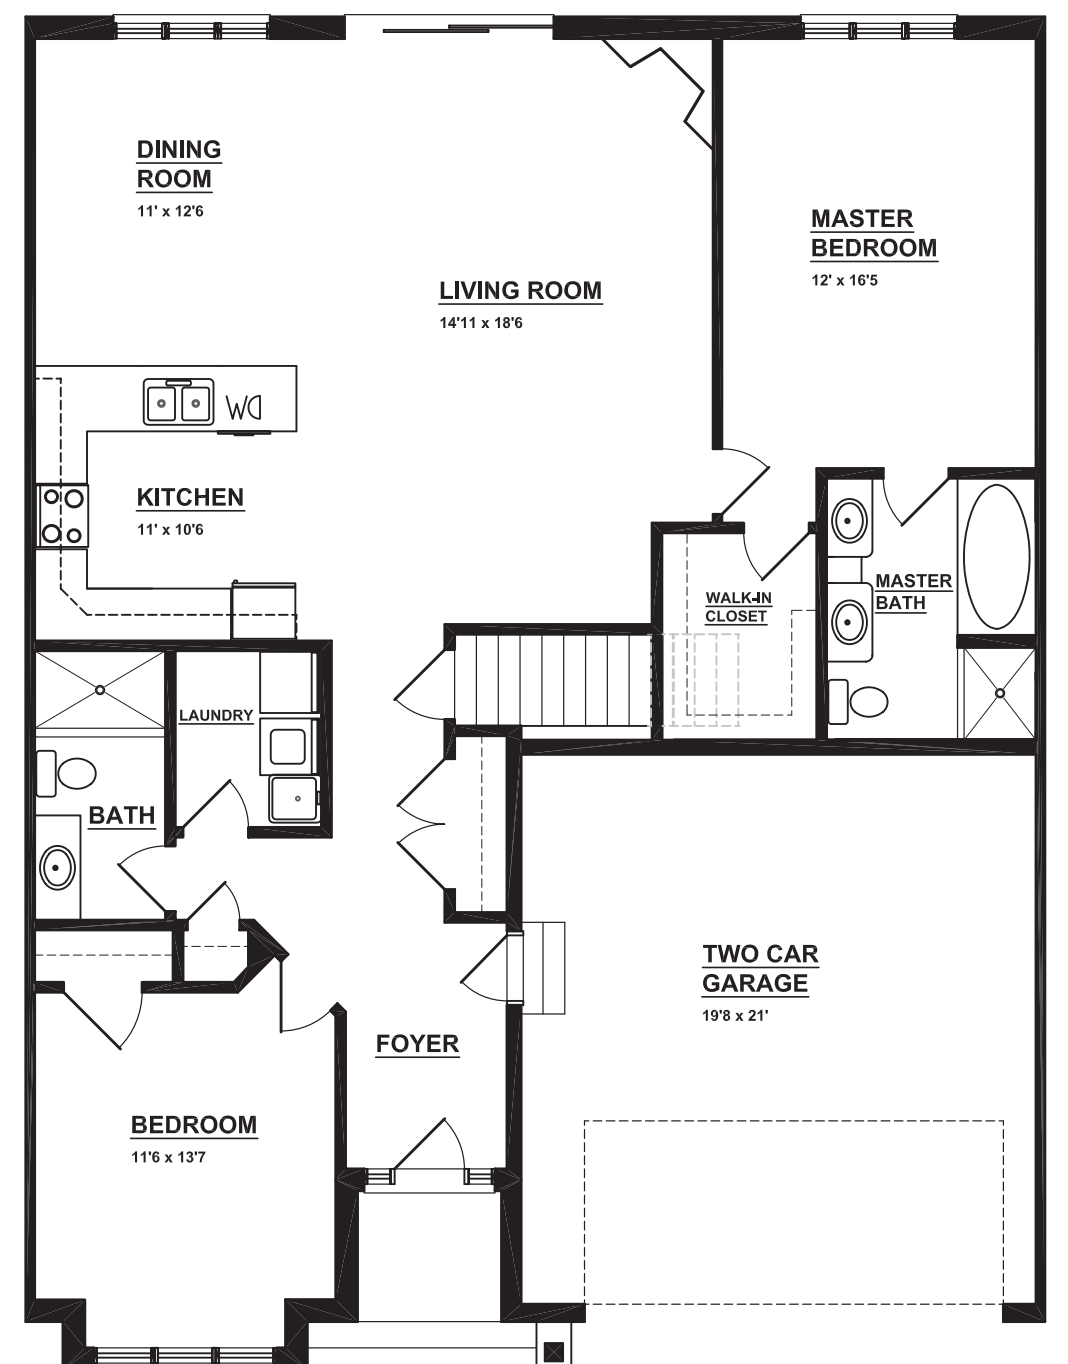 DINING
ROOM
11' x 12'6
MASTER
BEDROOM
12' x 16'5
LIVING ROOM
14'11 x 18'6
KITCHEN
11' x 10'6
MASTER
BATH
WALK-IN
CLOSET
LAUNDRY
BATH
TWO CAR
GARAGE
19'8 x 21'
FOYER
BEDROOM
11'6 x 13'7